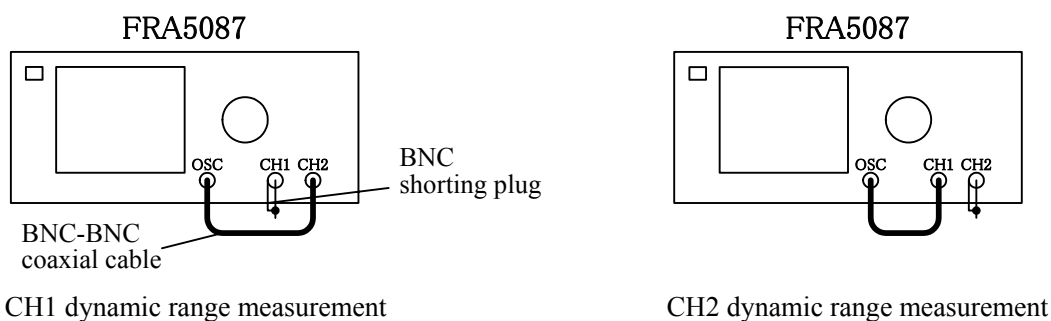 FRA5087
OSC CH1 CH2
BNC
shorting plug
BNC-BNC
coaxial cable
CH1 dynamic range measurement
FRA5087
OSC CH1 CH2
CH2 dynamic range measurement